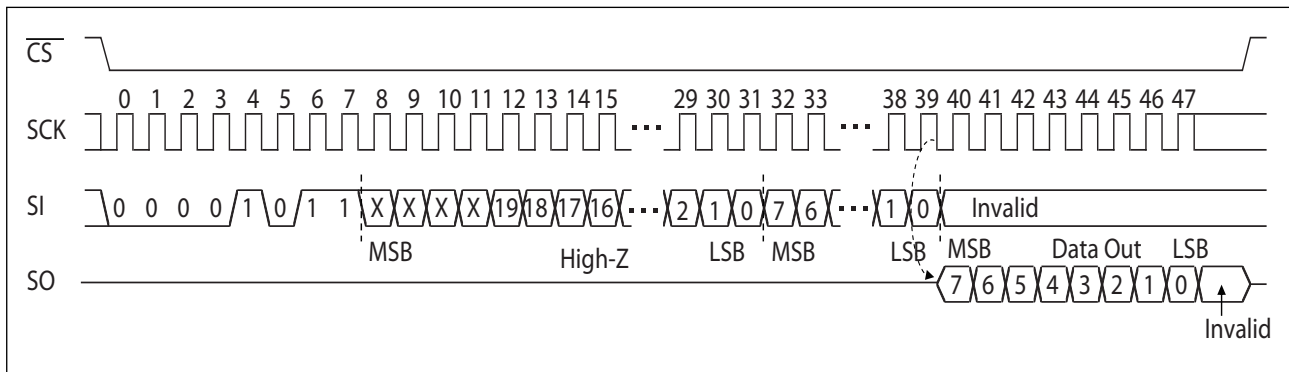 CS
0 1 2 3 4 5 6 7 8 9 10 11 12 13 14 15 29 30 31 32 33 38 39 40 41 42 43 44 45 46 47
SCK
SI 0 0 0 0 1 0 1 1 X X X X 19 18 17 16 2 1 0 7 6 1 0 Invalid
MSB High-Z LSB MSB LSB MSB Data Out LSB
SO 7 6 5 4 3 2 1 0
Invalid